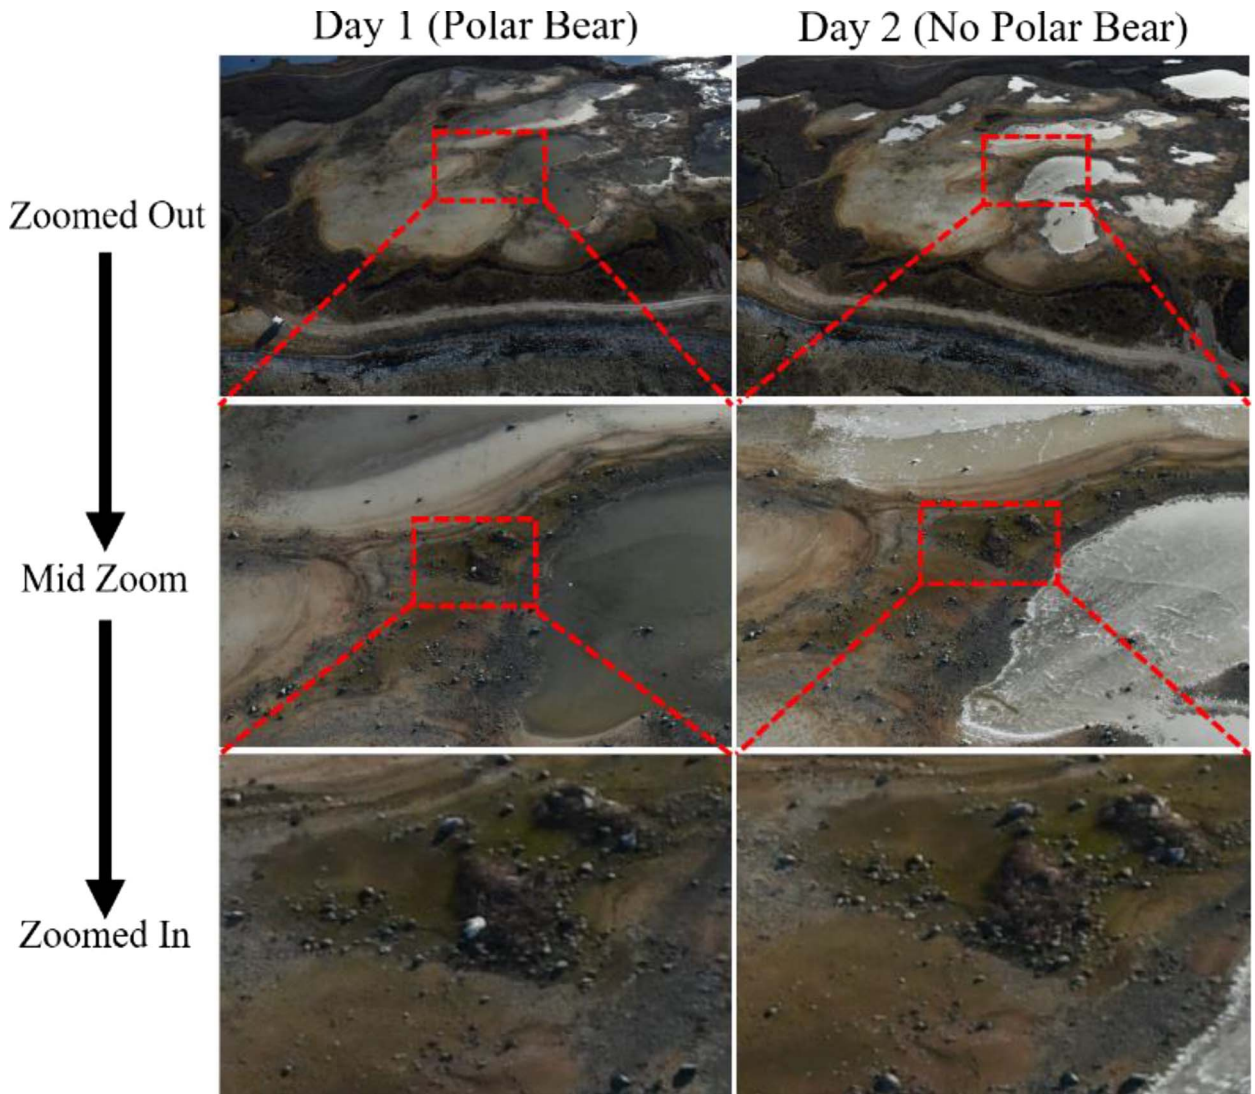 Day 1 (Polar Bear)
Day 2 (No Polar Bear)
Zoomed Out
Mid Zoom
Zoomed In